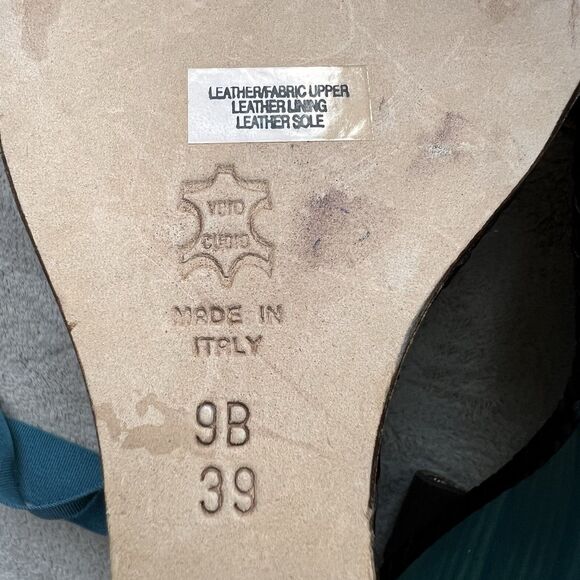 LEATHER/FABRIC UPPER
LEATHER LINING
LEATHER SOLE
VERO
CUOIO
MADE IN
ITALY
9B
39